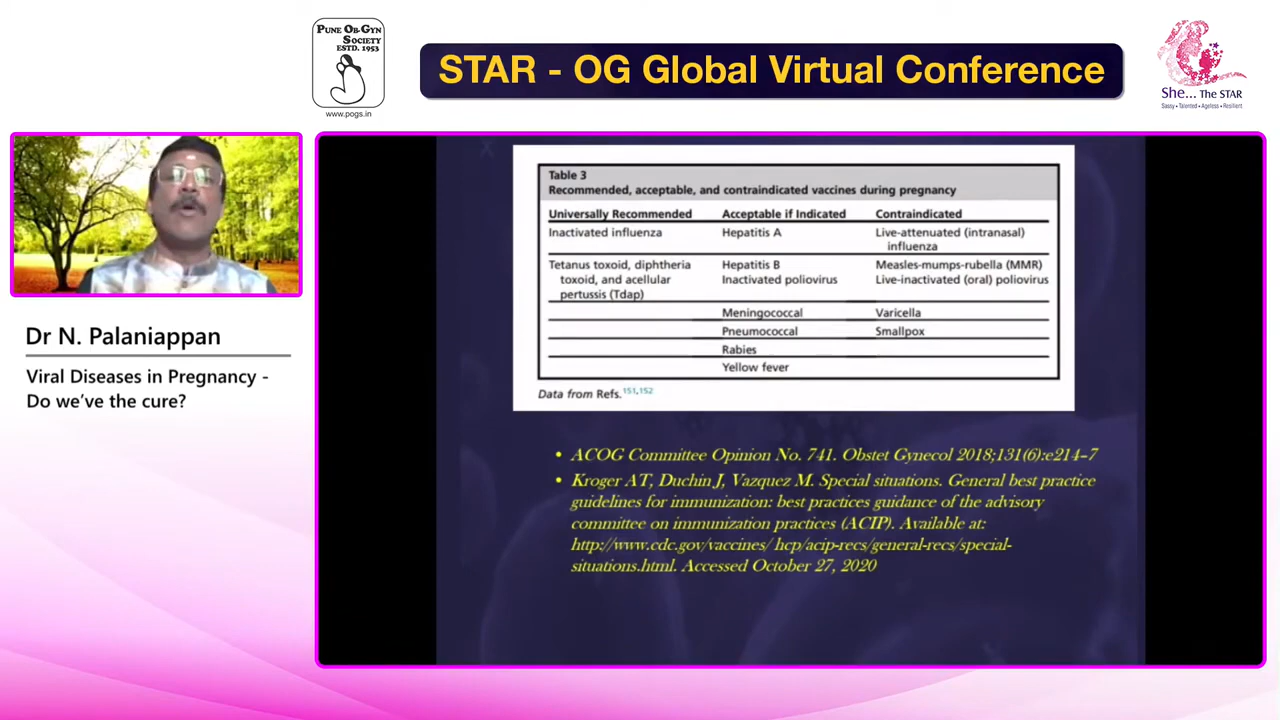 PUNE OB-GYN
SOCIETY
ESTD. 1953
www.pogs.in
STAR - OG Global Virtual Conference
She... THE STAR
Sassy • Talented • Ageless • Resilient
Dr N. Palaniappan
Viral Diseases in Pregnancy -
Do we've the cure?
Table 3
Recommended, acceptable, and contraindicated vaccines during pregnancy
Universally Recommended Acceptable if Indicated Contraindicated
Inactivated influenza Hepatitis A Live-attenuated (intranasal)
influenza
Tetanus toxoid, diphtheria Hepatitis B Measles-mumps-rubella (MMR)
toxoid, and acellular Inactivated poliovirus Live-inactivated (oral) poliovirus
pertussis (Tdap)
Meningococcal Varicella
Pneumococcal Smallpox
Rabies
Yellow fever
Data from Refs.151,152
• ACOG Committee Opinion No. 741. Obstet Gynecol 2018;131(6):e214–7
• Kroger AT, Duchin J, Vazquez M. Special situations. General best practice
guidelines for immunization: best practices guidance of the advisory
committee on immunization practices (ACIP). Available at:
http://www.cdc.gov/vaccines/ hcp/acip-recs/general-recs/special-
situations.html. Accessed October 27, 2020